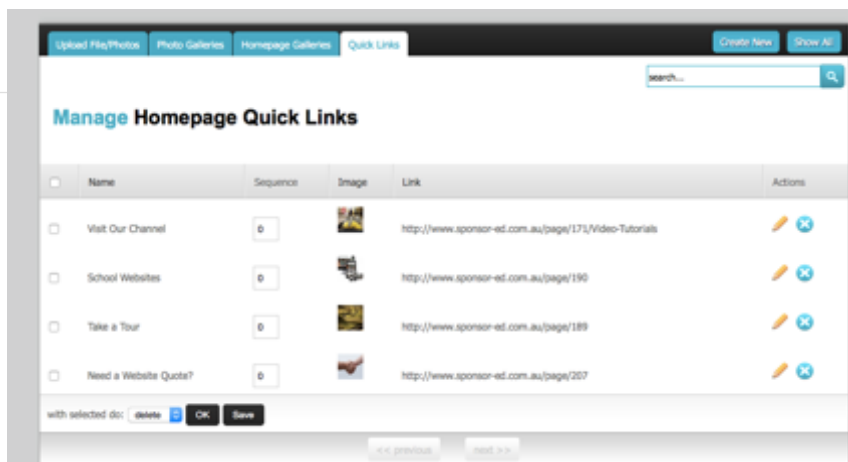 Upload File/Photos Photo Galleries Homepage Galleries Quick Links Create New Show All
search...
Manage Homepage Quick Links
Name Sequence Image Link Actions
Visit Our Channel 0 http://www.sponsor-ed.com.au/page/171/Video-Tutorials
School Websites 0 http://www.sponsor-ed.com.au/page/190
Take a Tour 0 http://www.sponsor-ed.com.au/page/189
Need a Website Quote? 0 http://www.sponsor-ed.com.au/page/207
with selected do: delete OK Save
<< previous next >>